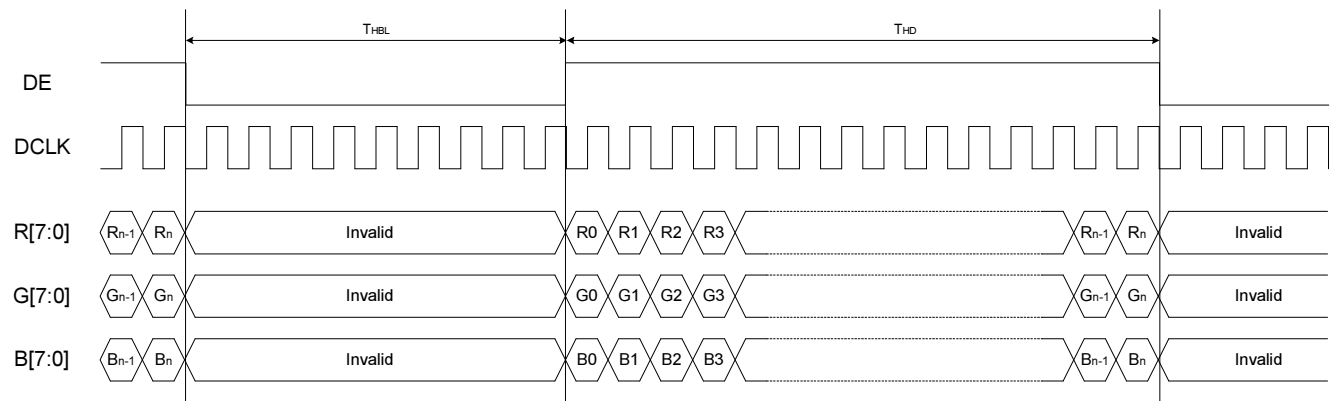 THBL THD
DE
DCLK
R[7:0] Rn-1 Rn Invalid R0 R1 R2 R3 Rn-1 Rn Invalid
G[7:0] Gn-1 Gn Invalid G0 G1 G2 G3 Gn-1 Gn Invalid
B[7:0] Bn-1 Bn Invalid B0 B1 B2 B3 Bn-1 Bn Invalid